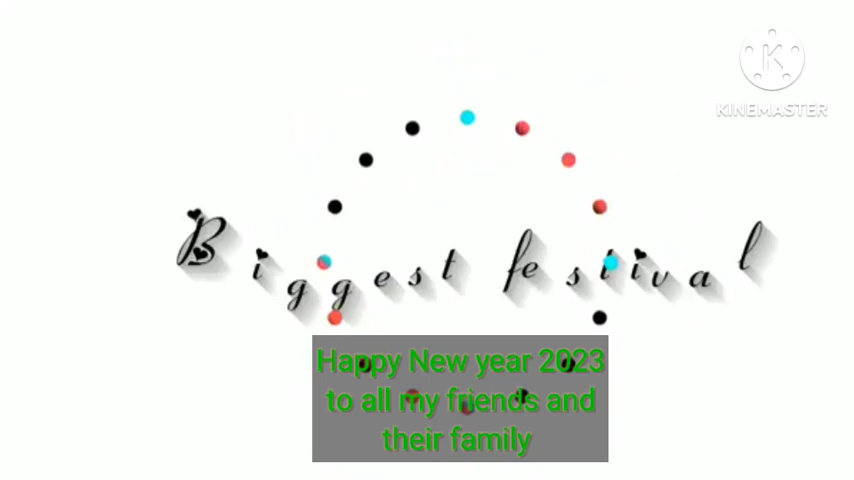 KINEMASTER
Biggest festival
Happy New year 2023
to all my friends and
their family